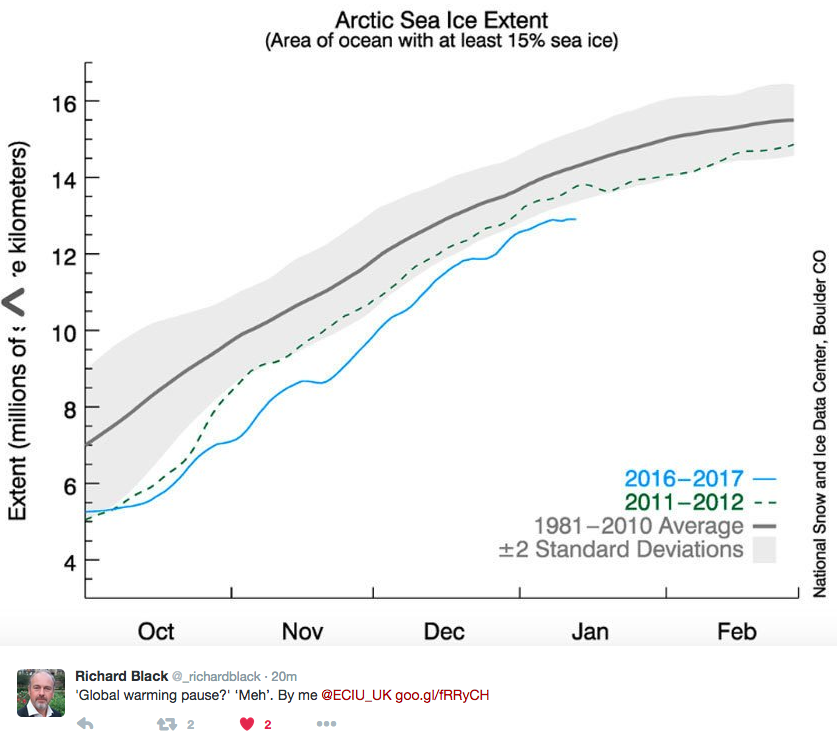 Arctic Sea Ice Extent
(Area of ocean with at least 15% sea ice)
Extent (millions of s re kilometers)
16
14
12
10
8
6
4
Oct Nov Dec Jan Feb
2016–2017
2011–2012
1981–2010 Average
±2 Standard Deviations
National Snow and Ice Data Center, Boulder CO
Richard Black @_richardblack · 20m
'Global warming pause?' 'Meh'. By me @ECIU_UK goo.gl/fRRyCH
2 2